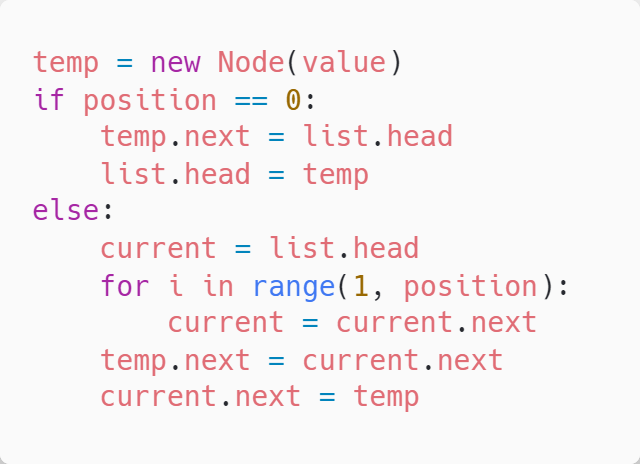 temp = new Node(value)
if position == 0:
    temp.next = list.head
    list.head = temp
else:
    current = list.head
    for i in range(1, position):
        current = current.next
    temp.next = current.next
    current.next = temp